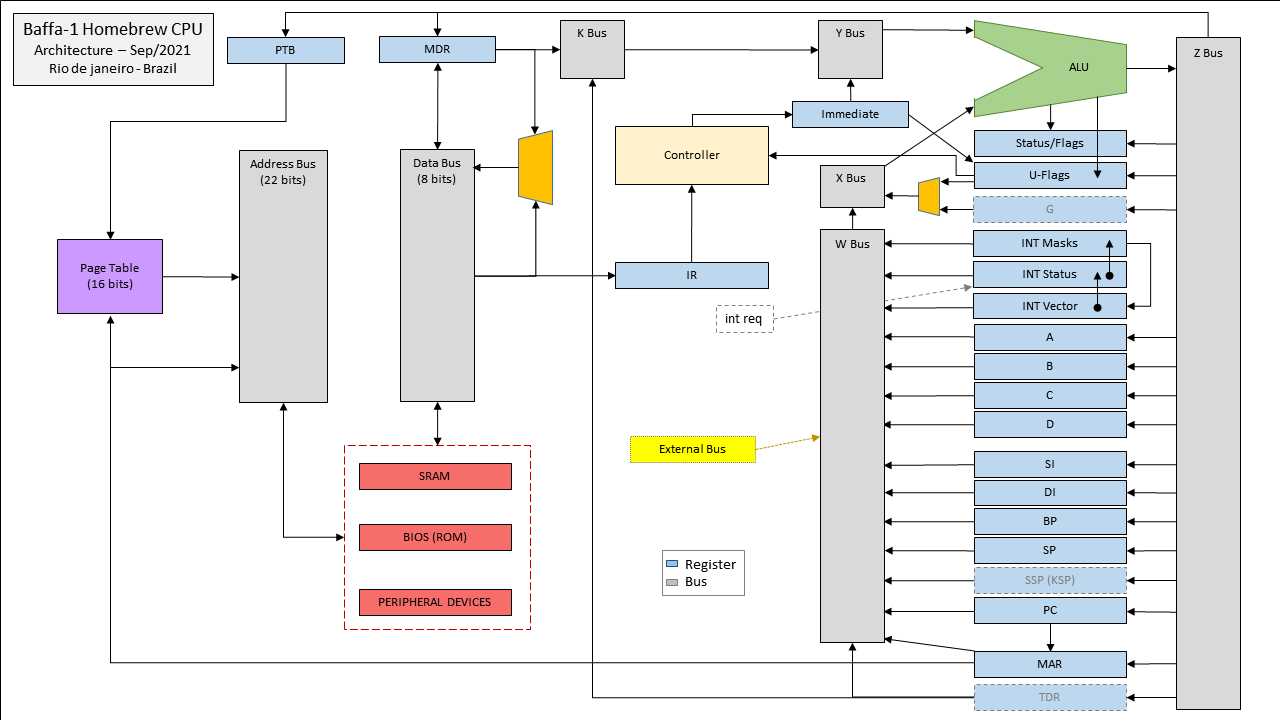 Baffa-1 Homebrew CPU
Architecture – Sep/2021
Rio de janeiro - Brazil
PTB
MDR
K Bus
Y Bus
ALU
Z Bus
Immediate
Controller
Status/Flags
U-Flags
G
X Bus
Address Bus
(22 bits)
Data Bus
(8 bits)
W Bus
INT Masks
INT Status
INT Vector
Page Table
(16 bits)
IR
int req
A
B
C
D
External Bus
SI
DI
BP
SP
SSP (KSP)
PC
MAR
TDR
SRAM
BIOS (ROM)
PERIPHERAL DEVICES
Register
Bus